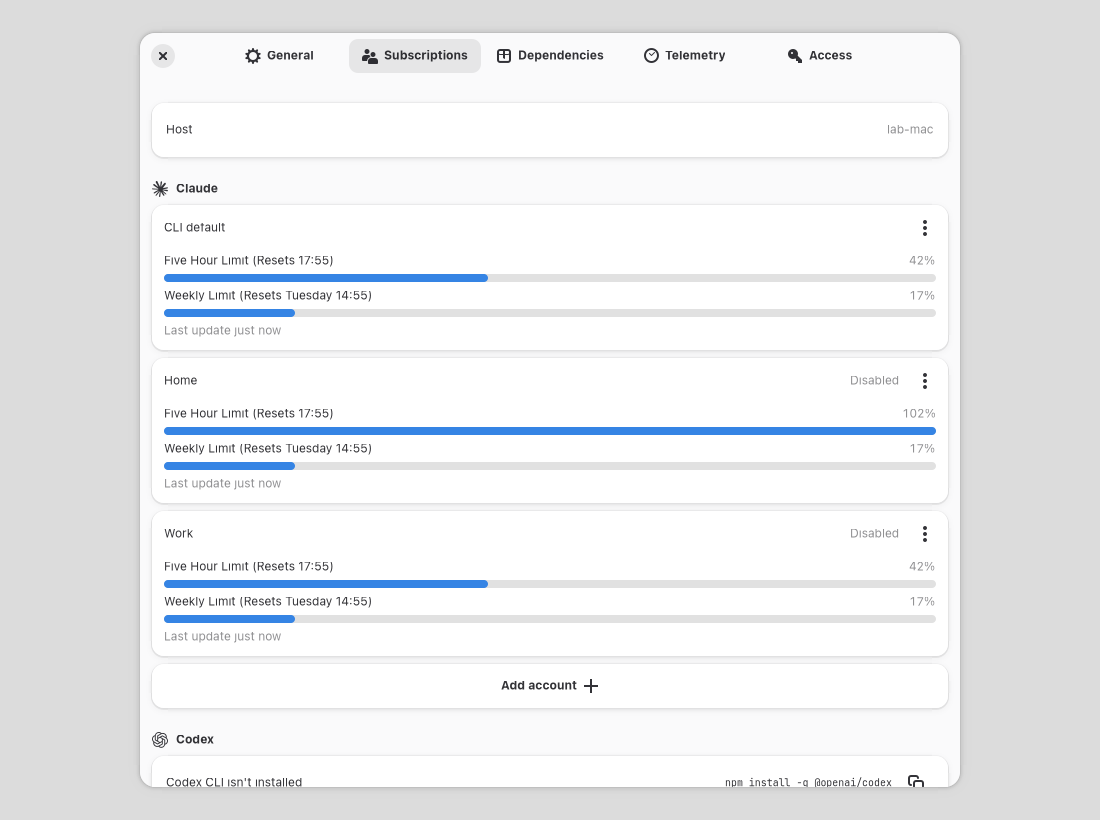 General
Subscriptions
Dependencies
Telemetry
Access
Host
lab-mac
Claude
CLI default
Five Hour Limit (Resets 17:55)
42%
Weekly Limit (Resets Tuesday 14:55)
17%
Last update just now
Home
Disabled
Five Hour Limit (Resets 17:55)
102%
Weekly Limit (Resets Tuesday 14:55)
17%
Last update just now
Work
Disabled
Five Hour Limit (Resets 17:55)
42%
Weekly Limit (Resets Tuesday 14:55)
17%
Last update just now
Add account
Codex
Codex CLI isn't installed
npm install -g @openai/codex